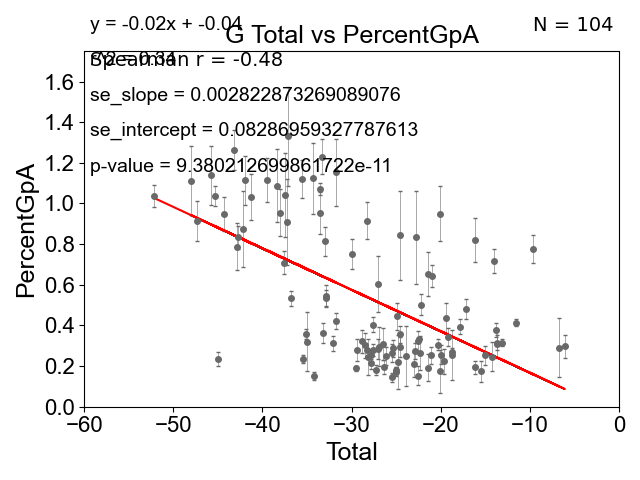 y = -0.02x + -0.04
N = 104
G Total vs PercentGpA
Spearman r = -0.48
se_slope = 0.002822873269089076
se_intercept = 0.08286959327787613
p-value = 9.380212699861722e-11
PercentGpA
1.6
1.4
1.2
1.0
0.8
0.6
0.4
0.2
0.0
−60
−50
−40
−30
−20
−10
0
Total